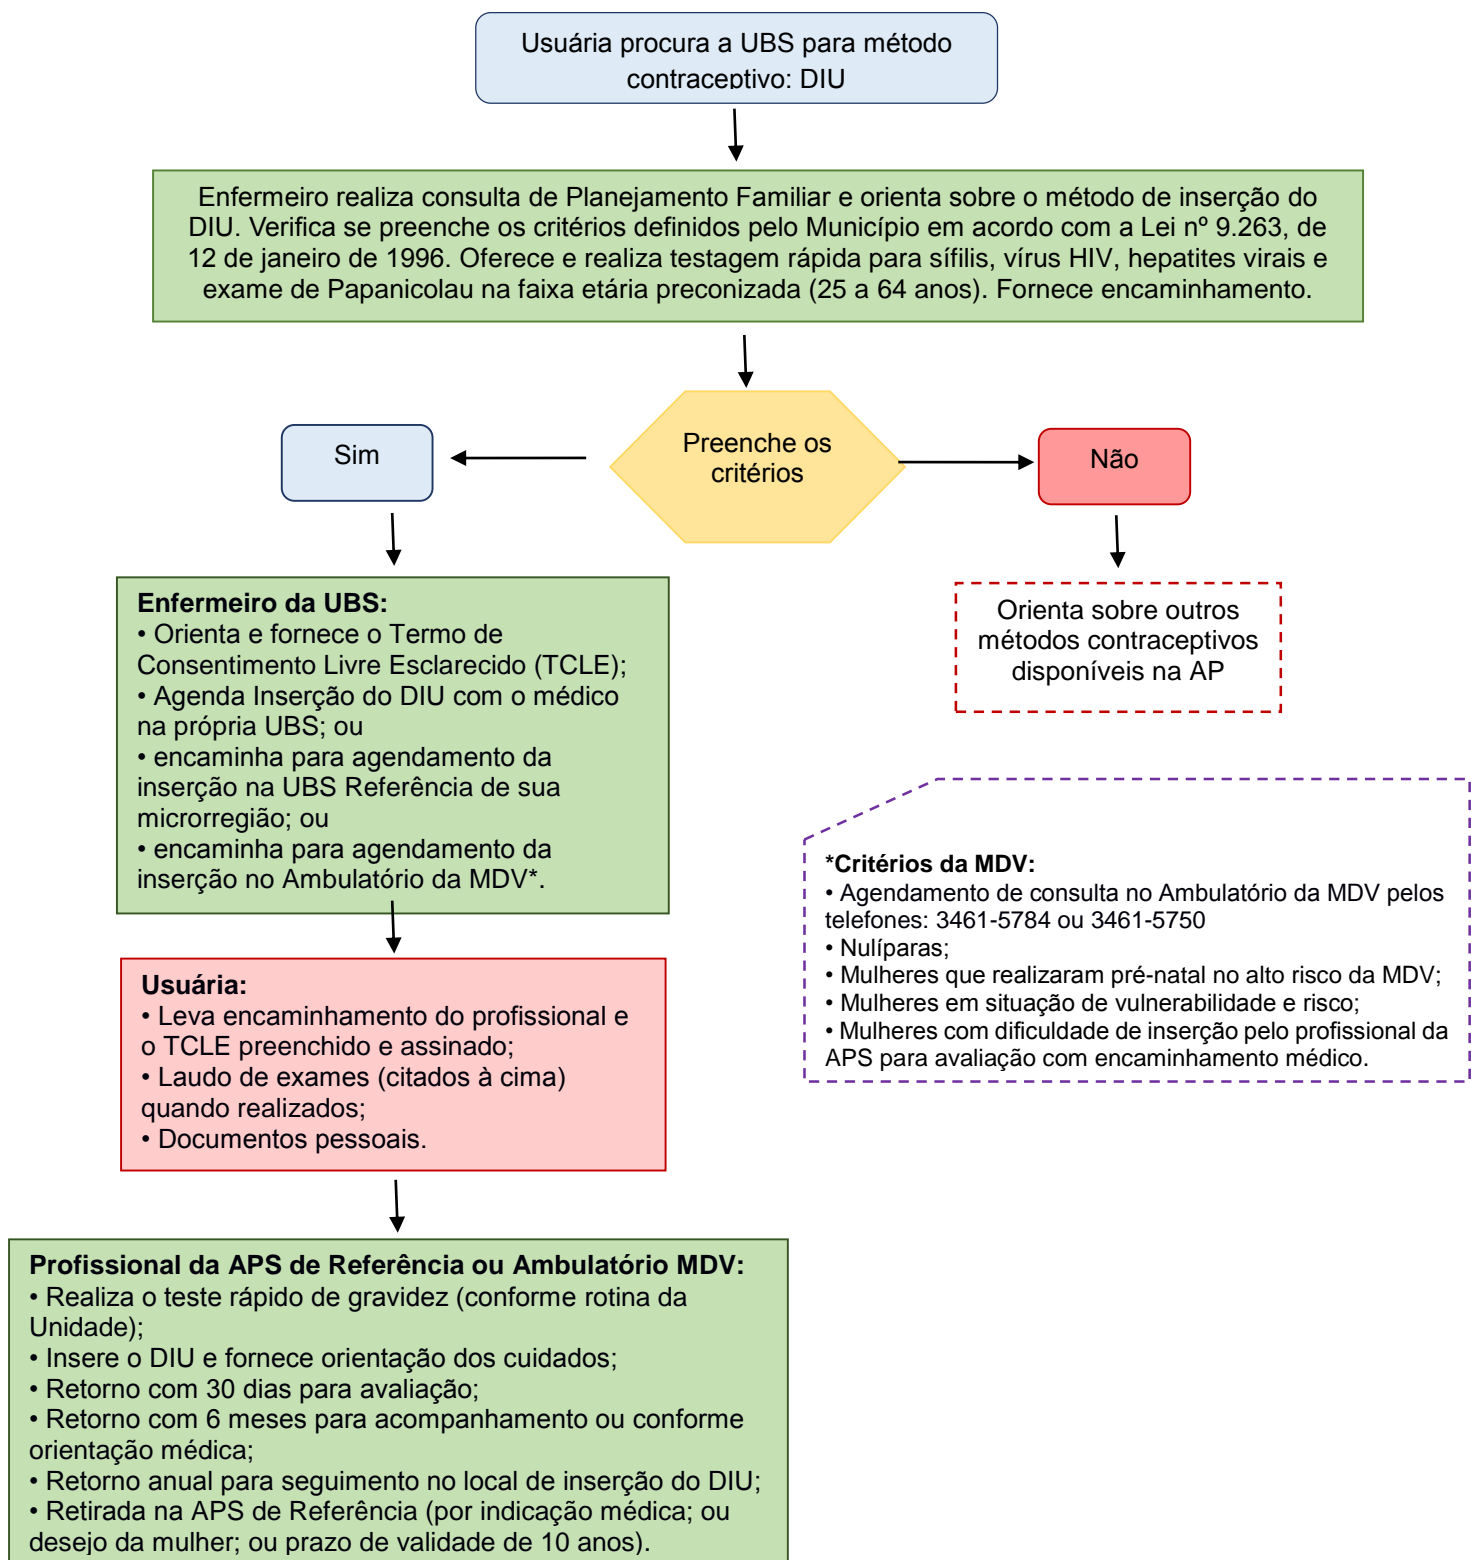 Usuária procura a UBS para método
contraceptivo: DIU
Enfermeiro realiza consulta de Planejamento Familiar e orienta sobre o método de inserção do
DIU. Verifica se preenche os critérios definidos pelo Município em acordo com a Lei nº 9.263, de
12 de janeiro de 1996. Oferece e realiza testagem rápida para sífilis, vírus HIV, hepatites virais e
exame de Papanicolau na faixa etária preconizada (25 a 64 anos). Fornece encaminhamento.
Preenche os
critérios
Sim
Não
Enfermeiro da UBS:
• Orienta e fornece o Termo de
Consentimento Livre Esclarecido (TCLE);
• Agenda Inserção do DIU com o médico
na própria UBS; ou
• encaminha para agendamento da
inserção na UBS Referência de sua
microrregião; ou
• encaminha para agendamento da
inserção no Ambulatório da MDV*.
Orienta sobre outros
métodos contraceptivos
disponíveis na AP
*Critérios da MDV:
• Agendamento de consulta no Ambulatório da MDV pelos
telefones: 3461-5784 ou 3461-5750
• Nulíparas;
• Mulheres que realizaram pré-natal no alto risco da MDV;
• Mulheres em situação de vulnerabilidade e risco;
• Mulheres com dificuldade de inserção pelo profissional da
APS para avaliação com encaminhamento médico.
Usuária:
• Leva encaminhamento do profissional e
o TCLE preenchido e assinado;
• Laudo de exames (citados à cima)
quando realizados;
• Documentos pessoais.
Profissional da APS de Referência ou Ambulatório MDV:
• Realiza o teste rápido de gravidez (conforme rotina da
Unidade);
• Insere o DIU e fornece orientação dos cuidados;
• Retorno com 30 dias para avaliação;
• Retorno com 6 meses para acompanhamento ou conforme
orientação médica;
• Retorno anual para seguimento no local de inserção do DIU;
• Retirada na APS de Referência (por indicação médica; ou
desejo da mulher; ou prazo de validade de 10 anos).